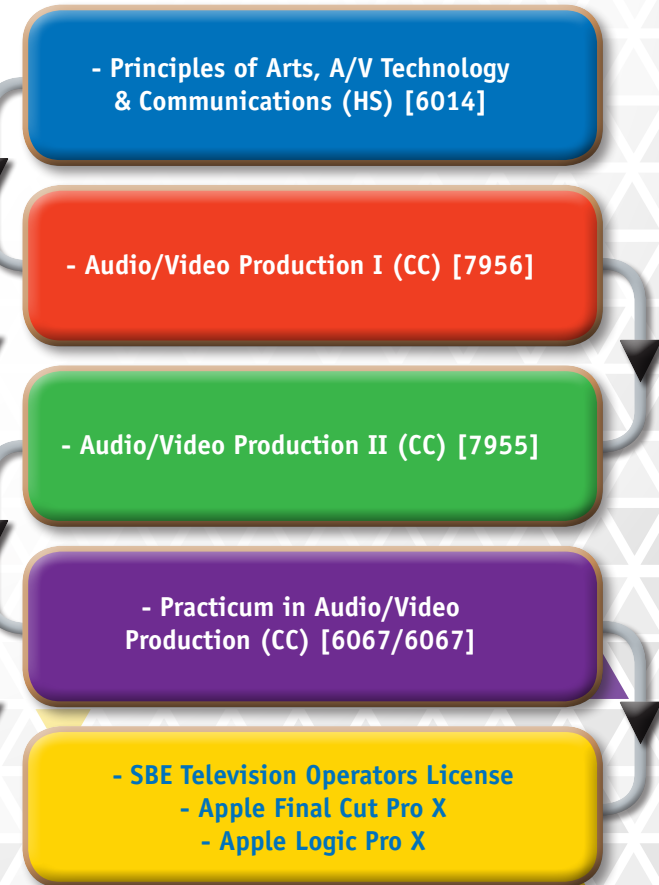 - Principles of Arts, A/V Technology
& Communications (HS) [6014]
- Audio/Video Production I (CC) [7956]
- Audio/Video Production II (CC) [7955]
- Practicum in Audio/Video
Production (CC) [6067/6067]
- SBE Television Operators License
- Apple Final Cut Pro X
- Apple Logic Pro X